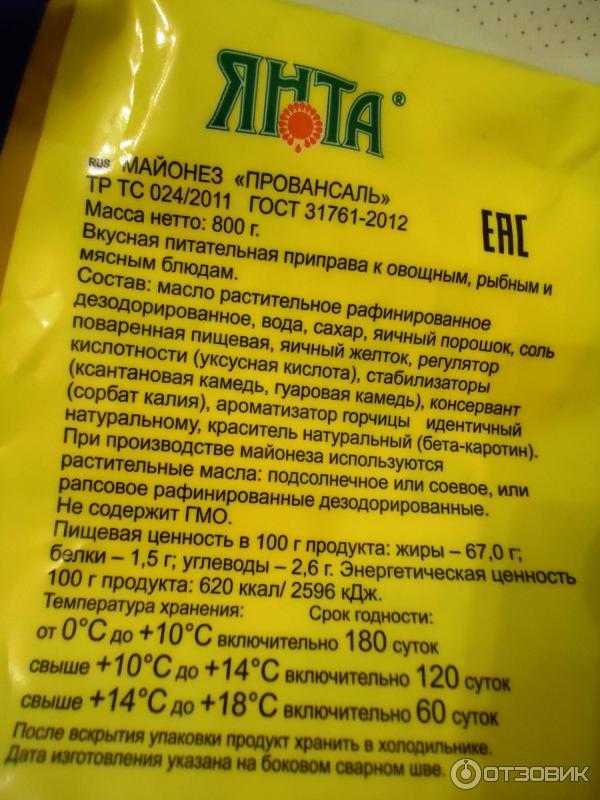 ЯНТА®
RUS МАЙОНЕЗ «ПРОВАНСАЛЬ»
ТР ТС 024/2011 ГОСТ 31761-2012
Масса нетто: 800 г.
EAC
Вкусная питательная приправа к овощным, рыбным и
мясным блюдам.
Состав: масло растительное рафинированное
дезодорированное, вода, сахар, яичный порошок, соль
поваренная пищевая, яичный желток, регулятор
кислотности (уксусная кислота), стабилизаторы
(ксантановая камедь, гуаровая камедь), консервант
(сорбат калия), ароматизатор горчицы идентичный
натуральному, краситель натуральный (бета-каротин).
При производстве майонеза используются
растительные масла: подсолнечное или соевое, или
рапсовое рафинированные дезодорированные.
Не содержит ГМО.
Пищевая ценность в 100 г продукта: жиры – 67,0 г;
белки – 1,5 г; углеводы – 2,6 г. Энергетическая ценность
100 г продукта: 620 ккал/ 2596 кДж.
Температура хранения: Срок годности:
от 0°С до +10°С включительно 180 суток
свыше +10°С до +14°С включительно 120 суток
свыше +14°С до +18°С включительно 60 суток
После вскрытия упаковки продукт хранить в холодильнике.
Дата изготовления указана на боковом сварном шве.
ОТЗОВИК